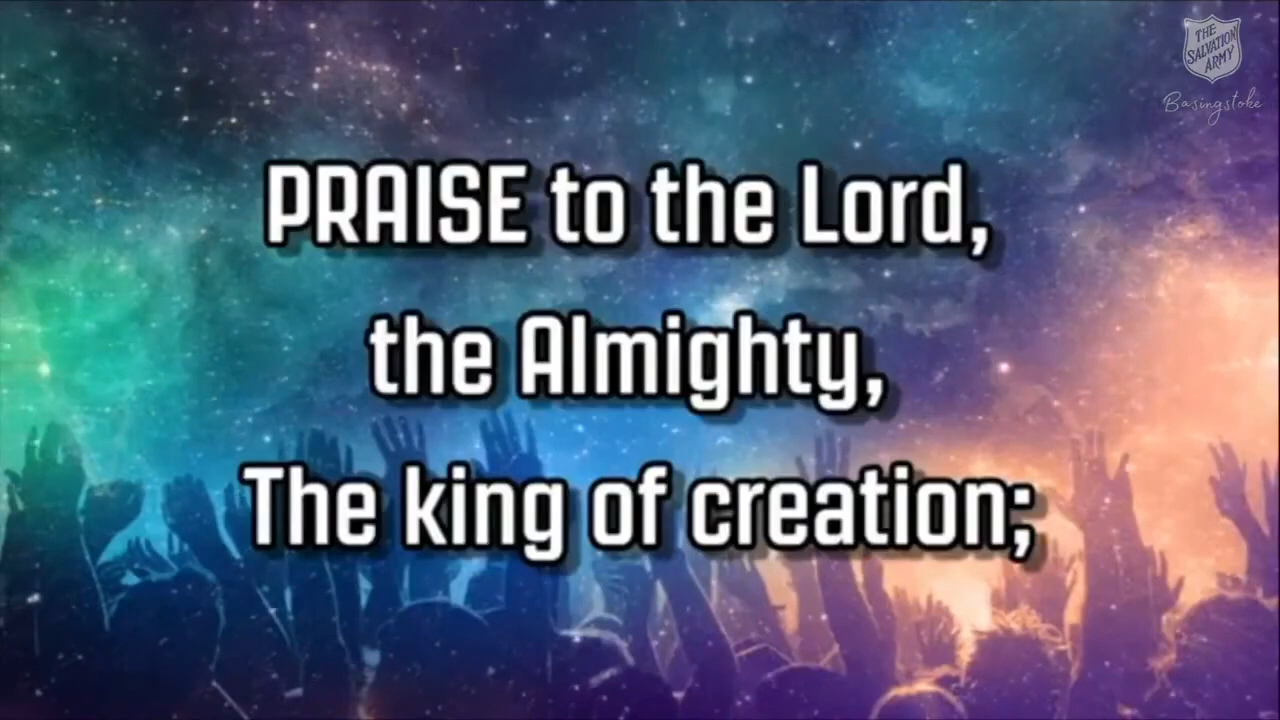 THE
SALVATION
ARMY
Basingstoke
PRAISE to the Lord,
the Almighty,
The king of creation;